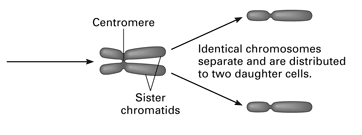 Centromere
Identical chromosomes
separate and are distributed
to two daughter cells.
Sister
chromatids